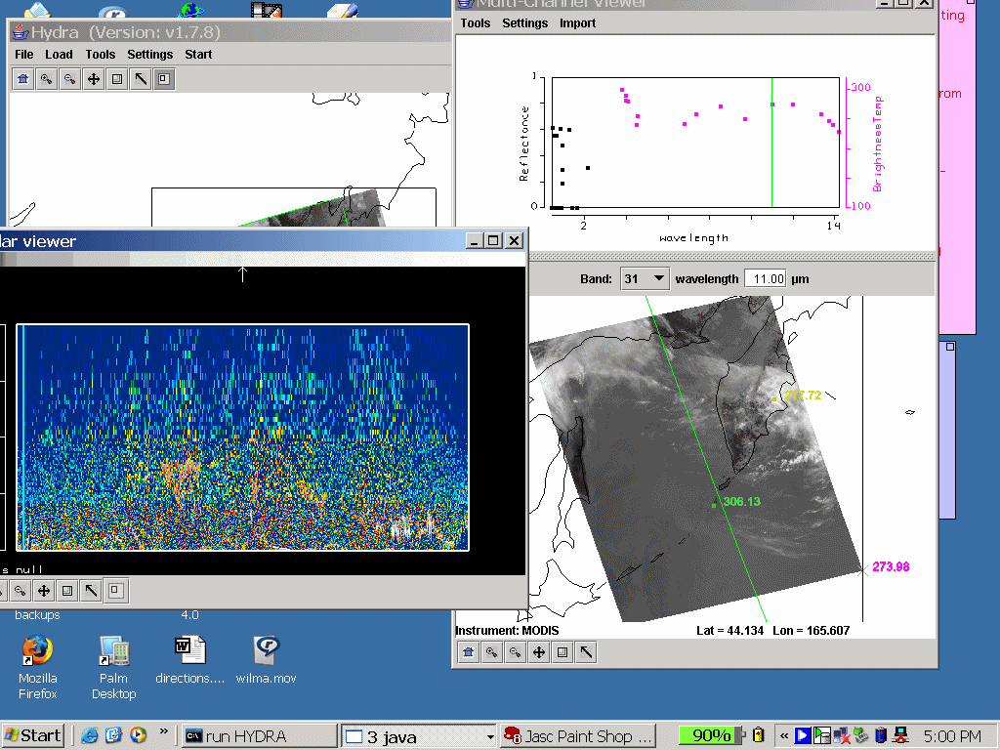 Multi-Channel Viewer
Tools Settings Import
Hydra (Version: v1.7.8)
File Load Tools Settings Start
ting
rom
1
Reflectance
0
300
BrightnessTemp
100
2
14
wavelength
lar viewer
Band: 31 wavelength 11.00 µm
306.13
273.98
s null
Instrument: MODIS Lat = 44.134 Lon = 165.607
backups
4.0
Mozilla
Firefox
Palm
Desktop
directions....
wilma.mov
Start
»
run HYDRA
3 java
Jasc Paint Shop ...
90%
«
5:00 PM